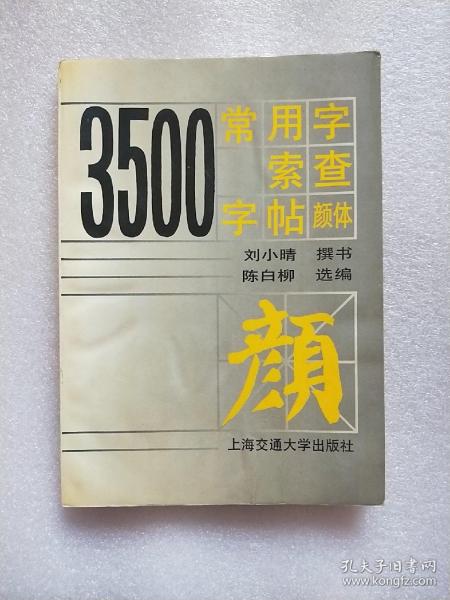 3500
常用字
索查
字帖 颜体
刘小晴 撰书
陈白柳 选编
顔
上海交通大学出版社
孔夫子旧书网
www.kongfz.com